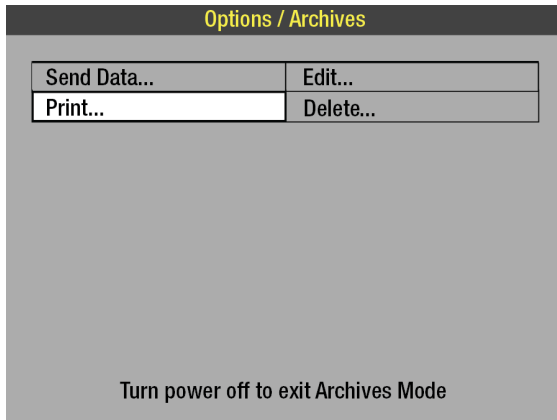 Options / Archives
Send Data... Edit...
Print... Delete...
Turn power off to exit Archives Mode